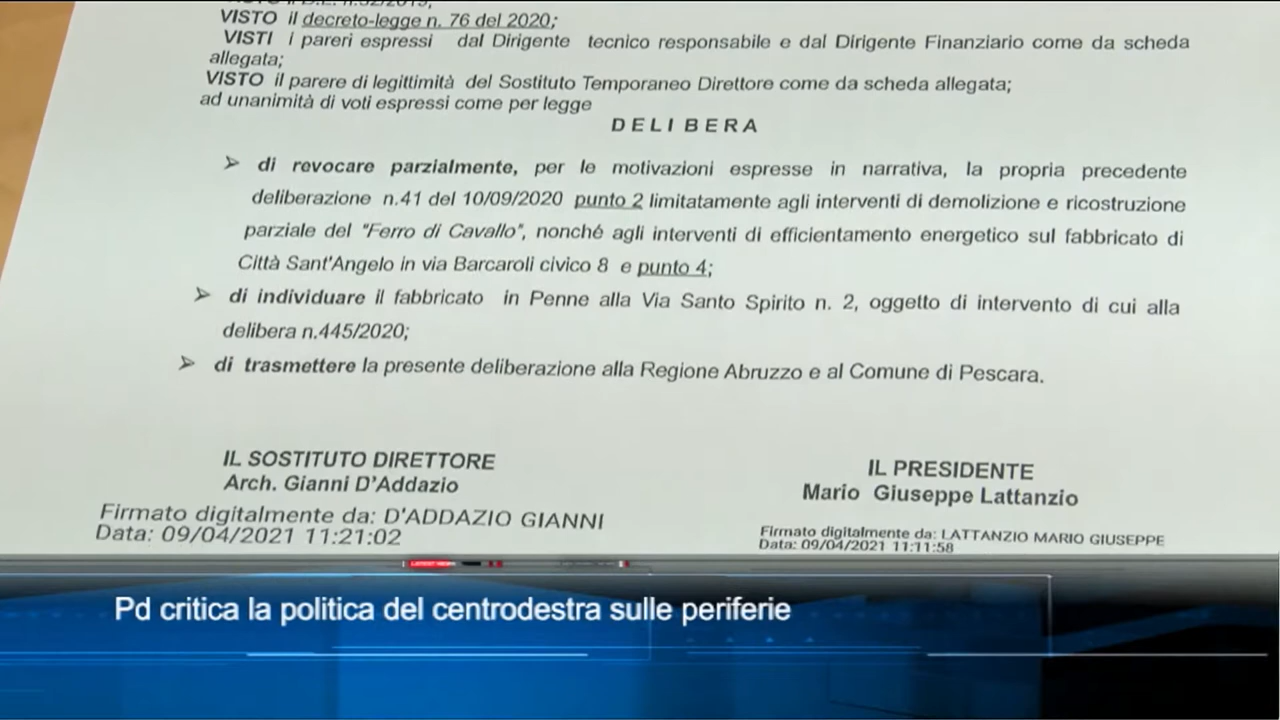 VISTO il decreto-legge n. 76 del 2020;
VISTI i pareri espressi dal Dirigente tecnico responsabile e dal Dirigente Finanziario come da scheda
allegata;
VISTO il parere di legittimità del Sostituto Temporaneo Direttore come da scheda allegata;
ad unanimità di voti espressi come per legge
DELIBERA
➢ di revocare parzialmente, per le motivazioni espresse in narrativa, la propria precedente
deliberazione n.41 del 10/09/2020 punto 2 limitatamente agli interventi di demolizione e ricostruzione
parziale del "Ferro di Cavallo", nonché agli interventi di efficientamento energetico sul fabbricato di
Città Sant'Angelo in via Barcaroli civico 8 e punto 4;
➢ di individuare il fabbricato in Penne alla Via Santo Spirito n. 2, oggetto di intervento di cui alla
delibera n.445/2020;
➢ di trasmettere la presente deliberazione alla Regione Abruzzo e al Comune di Pescara.
IL SOSTITUTO DIRETTORE
Arch. Gianni D'Addazio
Firmato digitalmente da: D'ADDAZIO GIANNI
Data: 09/04/2021 11:21:02
IL PRESIDENTE
Mario Giuseppe Lattanzio
Firmato digitalmente da: LATTANZIO MARIO GIUSEPPE
Data: 09/04/2021 11:11:58
LATEST NEWS
Pd critica la politica del centrodestra sulle periferie